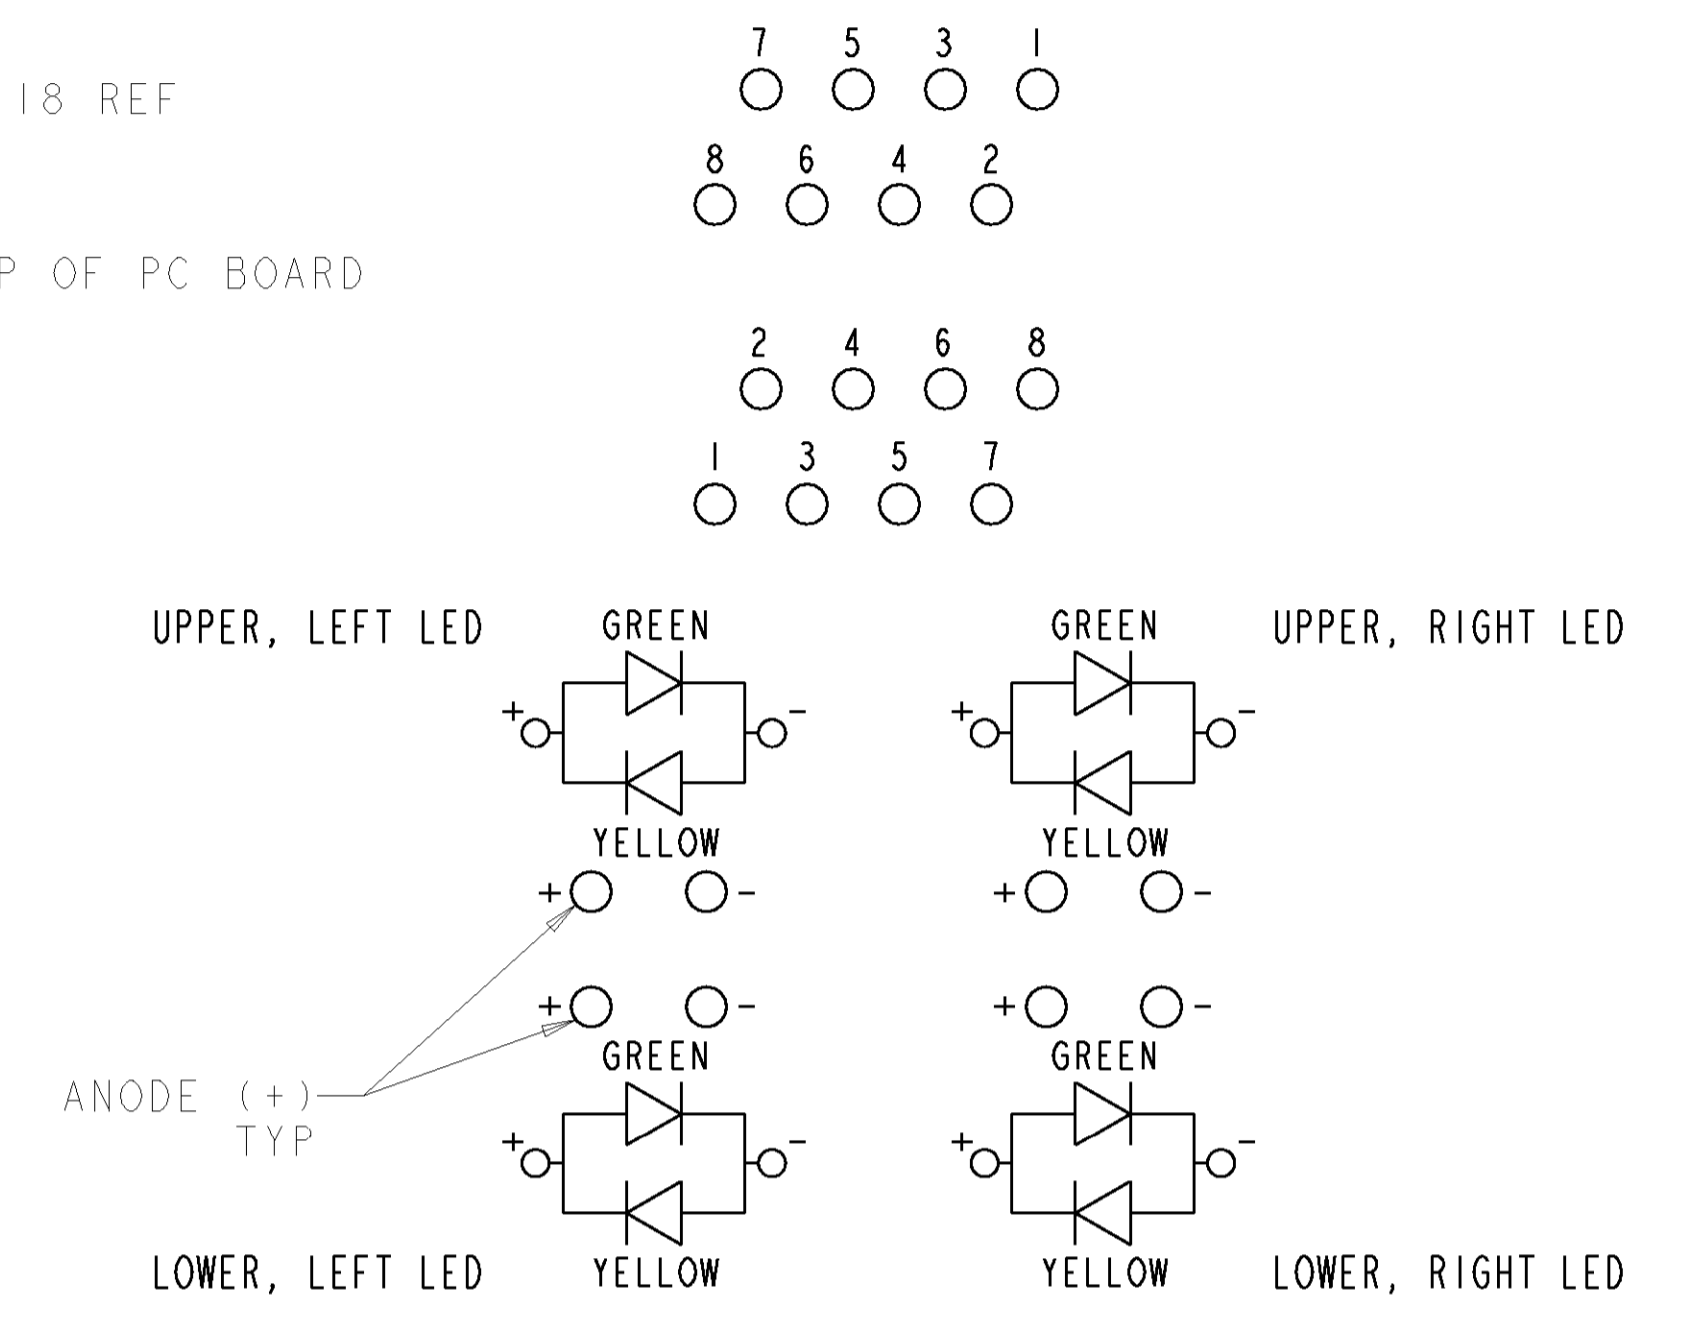 7 5 3 1
18 REF
8 6 4 2
P OF PC BOARD
2 4 6 8
1 3 5 7
UPPER, LEFT LED GREEN GREEN UPPER, RIGHT LED
+ - + -
YELLOW YELLOW
+ - + -
+ - + -
GREEN GREEN
ANODE (+)
TYP
+ - + -
LOWER, LEFT LED YELLOW YELLOW LOWER, RIGHT LED